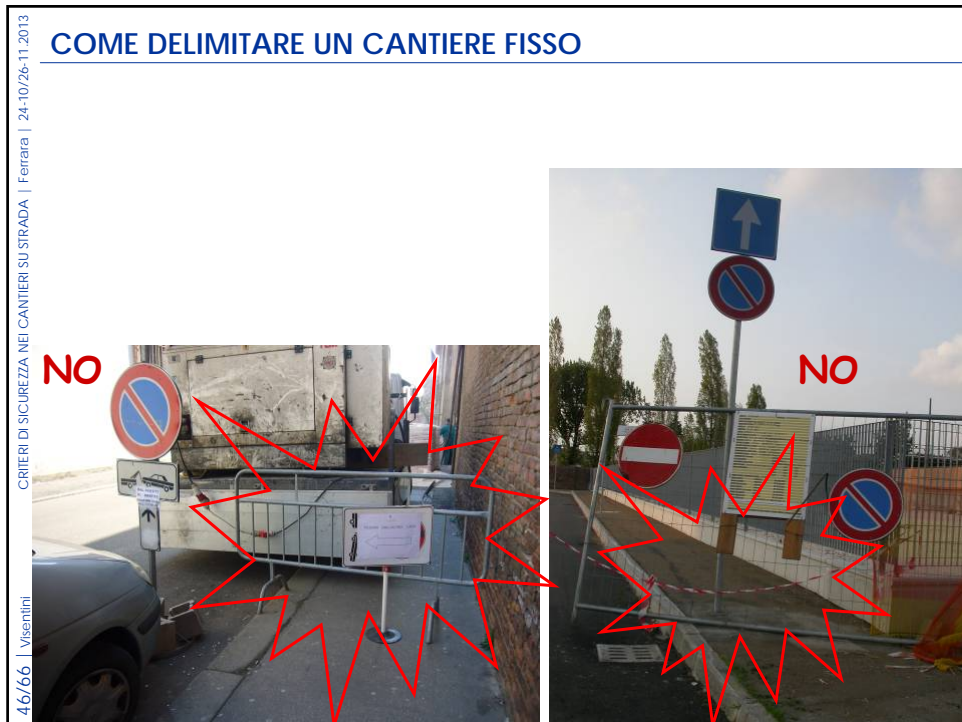 COME DELIMITARE UN CANTIERE FISSO
NO
NO
46/66 | Visentini CRITERI DI SICUREZZA NEI CANTIERI SU STRADA | Ferrara | 24-10/26-11.2013